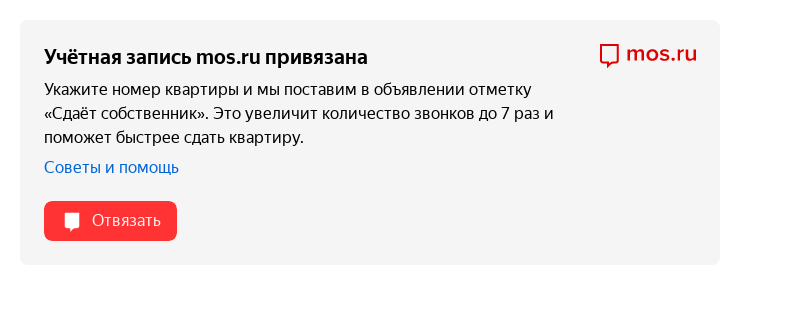 Учётная запись mos.ru привязана
mos.ru
Укажите номер квартиры и мы поставим в объявлении отметку
«Сдаёт собственник». Это увеличит количество звонков до 7 раз и
поможет быстрее сдать квартиру.
Советы и помощь
Отвязать